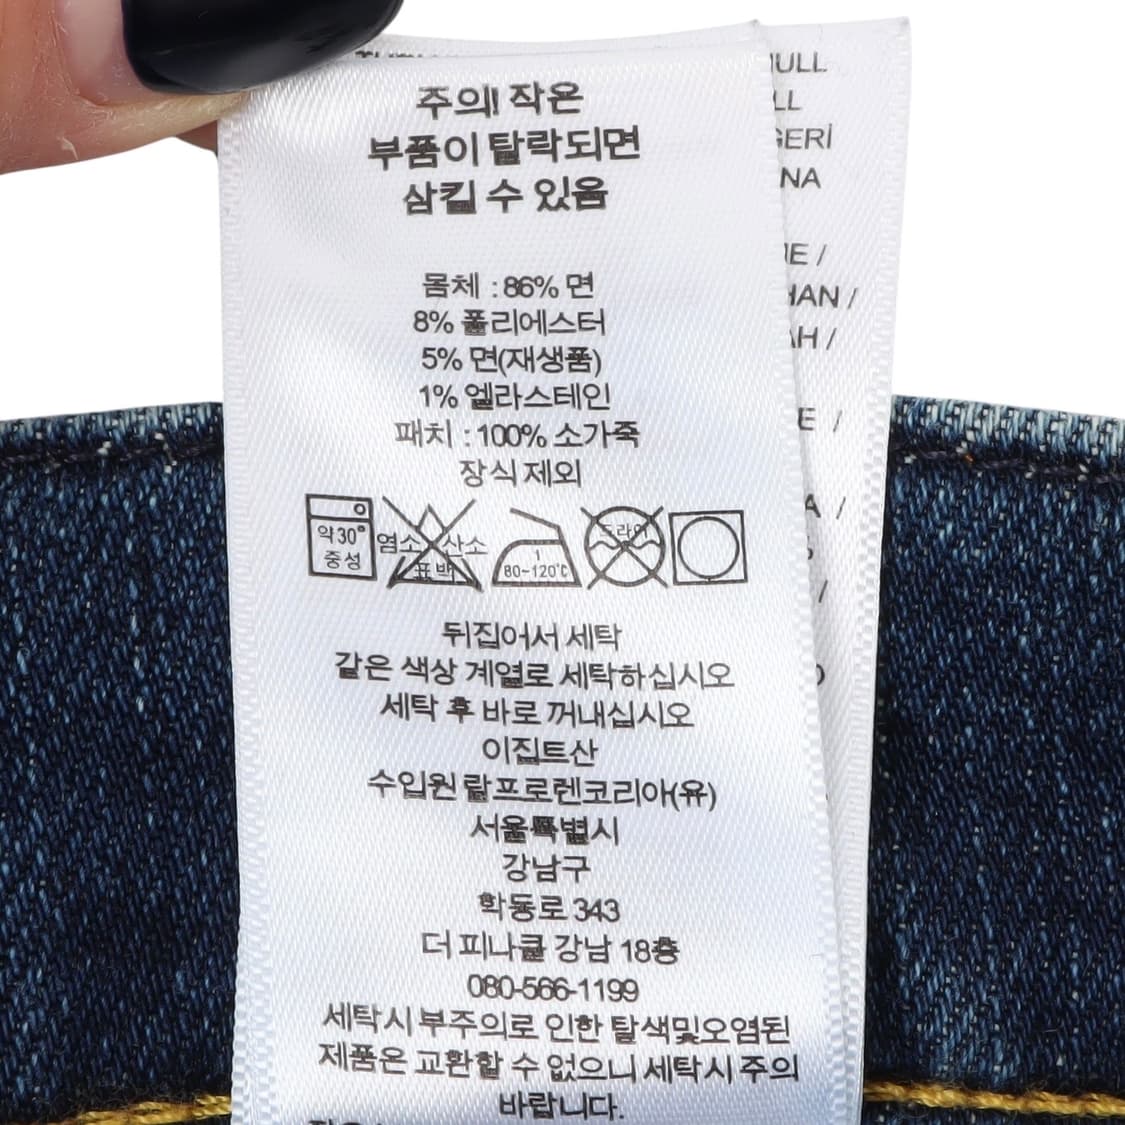 주의! 작은
부품이 탈락되면
삼킬 수 있음
몸체 : 86% 면
8% 폴리에스터
5% 면(재생품)
1% 엘라스테인
패치 : 100% 소가죽
장식 제외
약30°
중성
염소 산소
표백
1
80~120℃
드라이
뒤집어서 세탁
같은 색상 계열로 세탁하십시오
세탁 후 바로 꺼내십시오
이집트산
수입원 랄프로렌코리아(유)
서울특별시
강남구
학동로 343
더 피나클 강남 18층
080-566-1199
세탁시부주의로 인한 탈색및오염된
제품은 교환할 수 없으니 세탁시 주의
바랍니다.
GERİ
NA